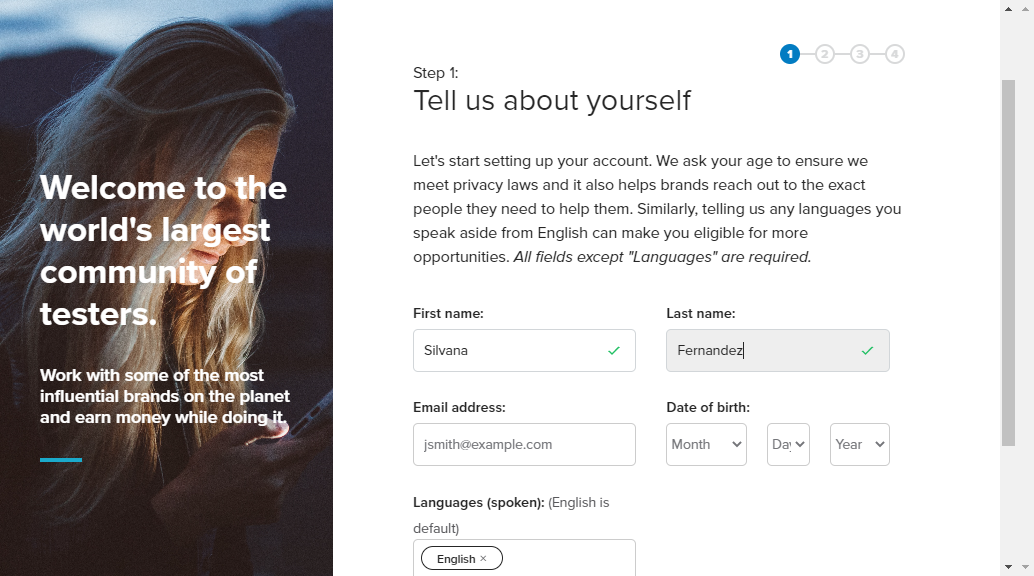 Welcome to the
world's largest
community of
testers.
Work with some of the most
influential brands on the planet
and earn money while doing it.
1 2 3 4
Step 1:
Tell us about yourself
Let's start setting up your account. We ask your age to ensure we
meet privacy laws and it also helps brands reach out to the exact
people they need to help them. Similarly, telling us any languages you
speak aside from English can make you eligible for more
opportunities. All fields except "Languages" are required.
First name: Last name:
Silvana Fernandez
Email address: Date of birth:
jsmith@example.com Month Day Year
Languages (spoken): (English is
default)
English ×